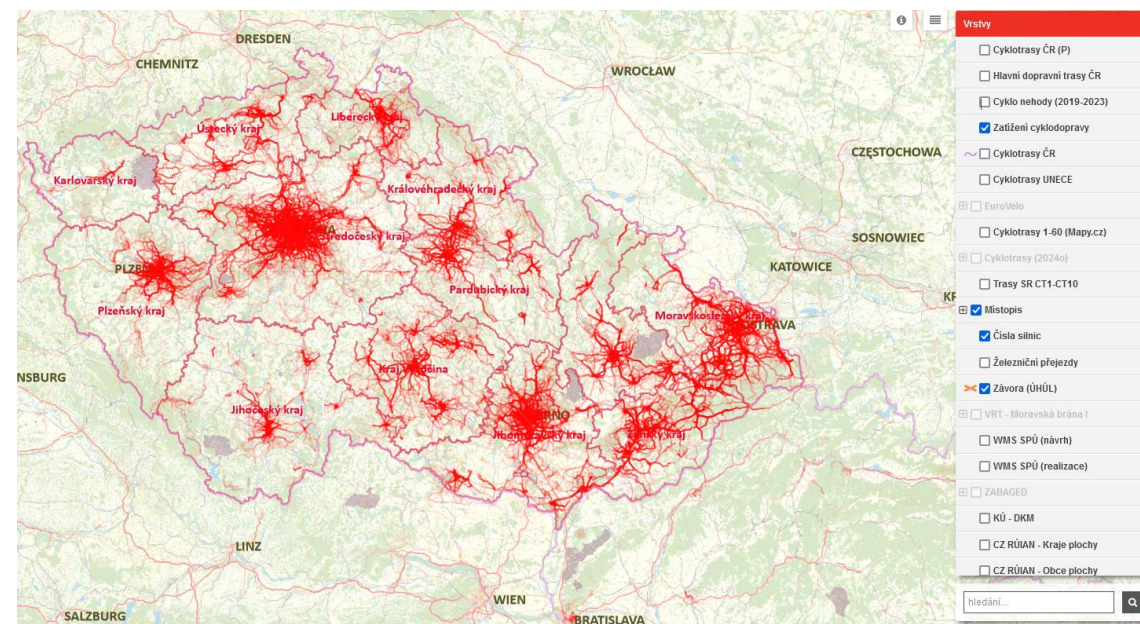 DRESDEN
CHEMNITZ
WROCŁAW
Ústecký kraj
Liberecký kraj
CZĘSTOCHOWA
Karlovarský kraj
Královéhradecký kraj
Středočeský kraj
SOSNOWIEC
KATOWICE
Pardubický kraj
Plzeňský kraj
Moravskoslezský kraj
OSTRAVA
Kraj Vysočina
NSBURG
Jihočeský kraj
BRNO
Jihomoravský kraj
Zlínský kraj
LINZ
WIEN
SALZBURG
BRATISLAVA
Vrstvy
Cyklotrasy ČR (P)
Hlavní dopravní trasy ČR
Cyklo nehody (2019-2023)
Zatížení cyklodopravy
Cyklotrasy ČR
Cyklotrasy UNECE
EuroVelo
Cyklotrasy 1-60 (Mapy.cz)
Cyklotrasy (2024o)
Trasy SR CT1-CT10
Místopis
Čísla silnic
Železniční přejezdy
Závora (ÚHÚL)
VRT - Moravská brána I
WMS SPÚ (návrh)
WMS SPÚ (realizace)
ZABAGED
KÚ - DKM
CZ RÚIAN - Kraje plochy
CZ RÚIAN - Obce plochy
hledání...